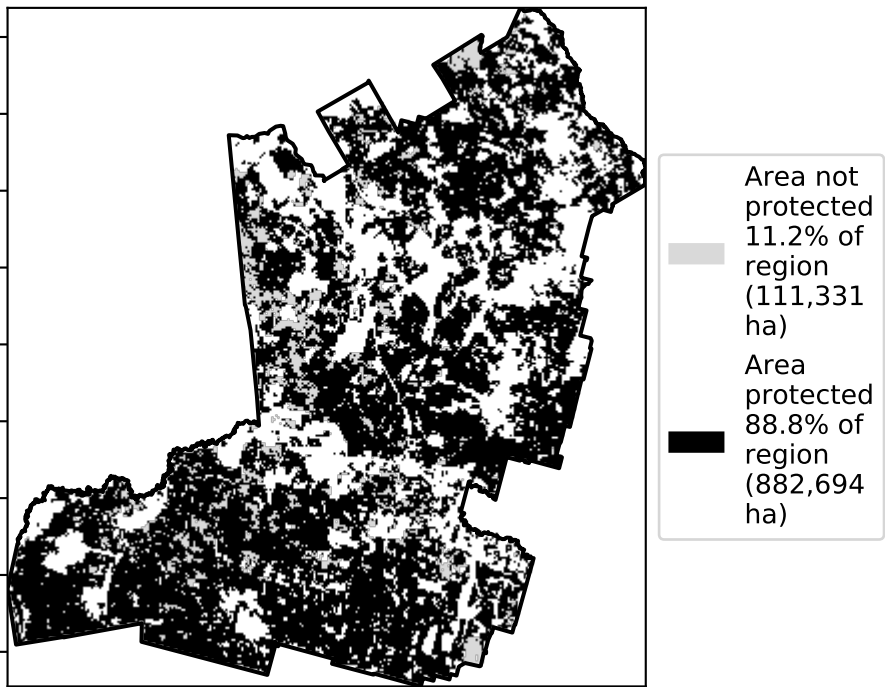 Area not
protected
11.2% of
region
(111,331
ha)
Area
protected
88.8% of
region
(882,694
ha)